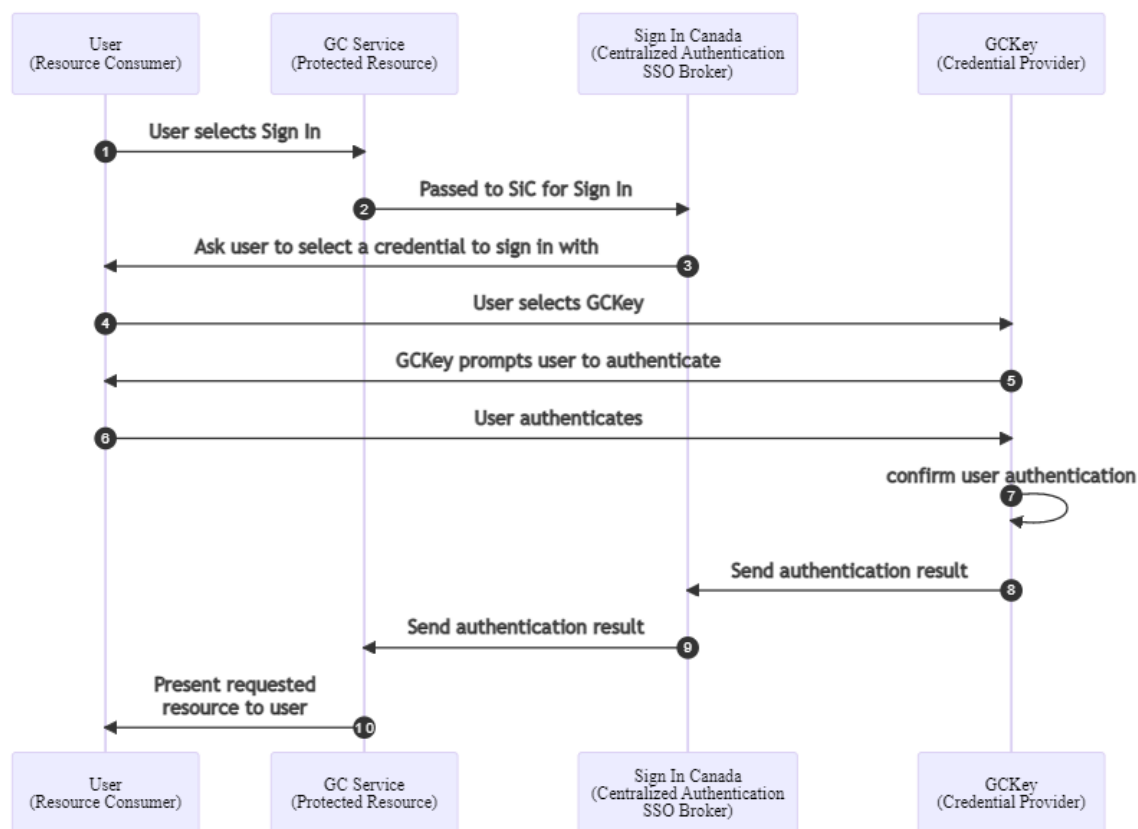 User
(Resource Consumer)
GC Service
(Protected Resource)
Sign In Canada
(Centralized Authentication
SSO Broker)
GCKey
(Credential Provider)
User selects Sign In
1
Passed to SiC for Sign In
2
Ask user to select a credential to sign in with
3
User selects GCKey
4
GCKey prompts user to authenticate
5
User authenticates
6
confirm user authentication
7
Send authentication result
8
Send authentication result
9
Present requested
resource to user
10
User
(Resource Consumer)
GC Service
(Protected Resource)
Sign In Canada
(Centralized Authentication
SSO Broker)
GCKey
(Credential Provider)